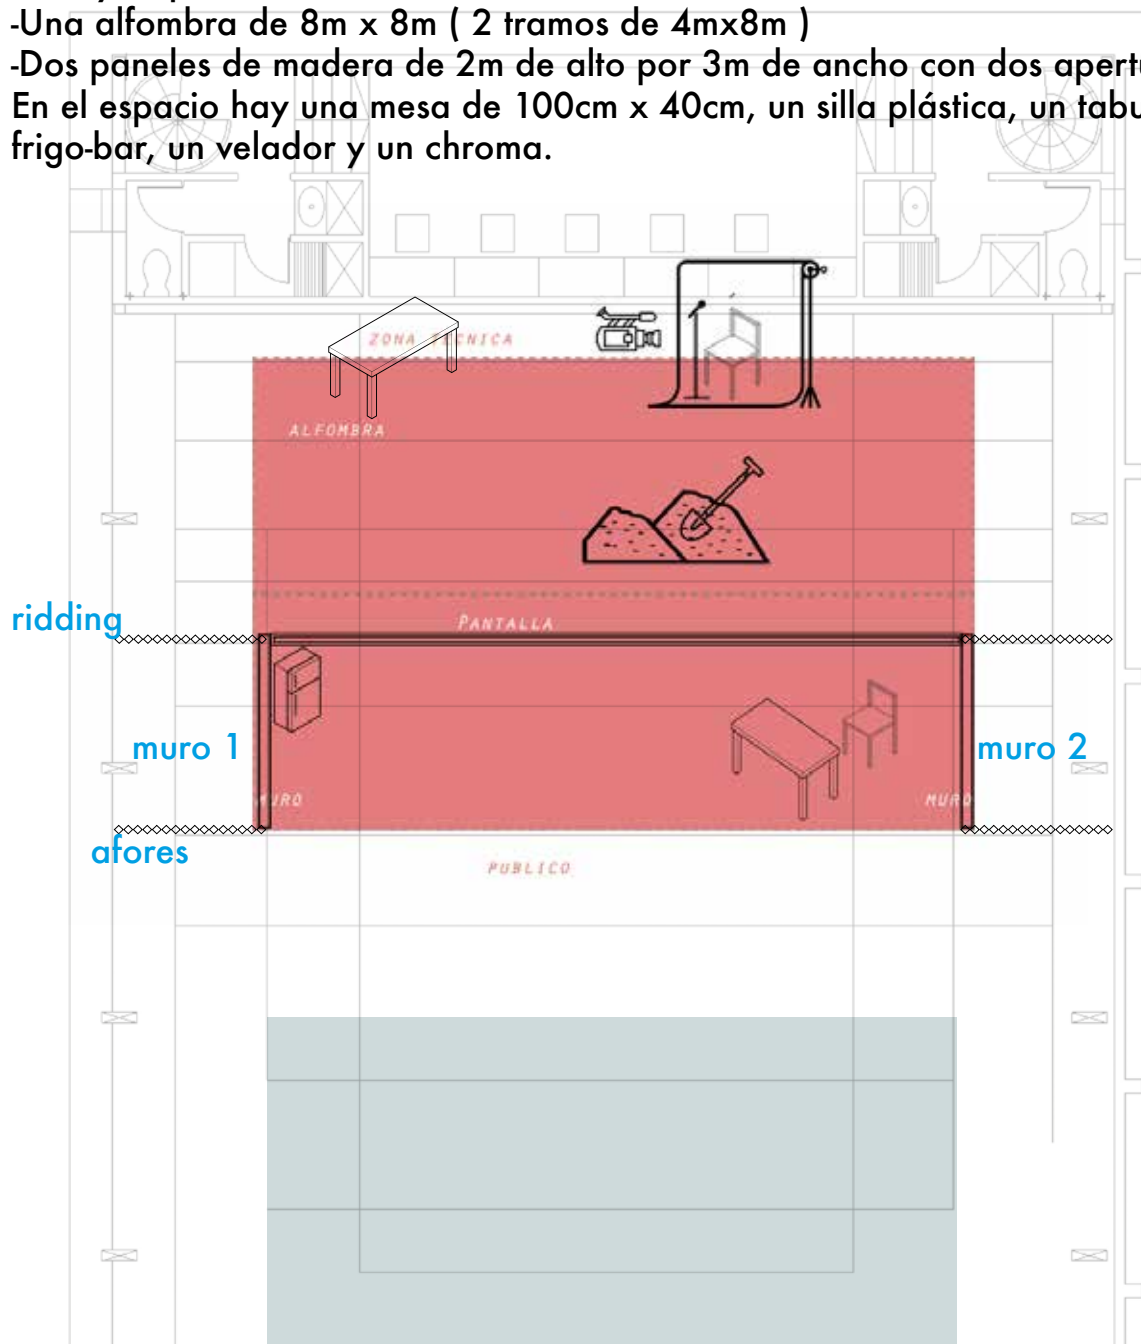 -Una alfombra de 8m x 8m ( 2 tramos de 4mx8m )
-Dos paneles de madera de 2m de alto por 3m de ancho con dos
En el espacio hay una mesa de 100cm x 40cm, un silla plástica, un
frigo-bar, un velador y un chroma.
ZONA TECNICA
ALFOMBRA
ridding
PANTALLA
muro 1
muro 2
MURO
MURO
afores
PUBLICO